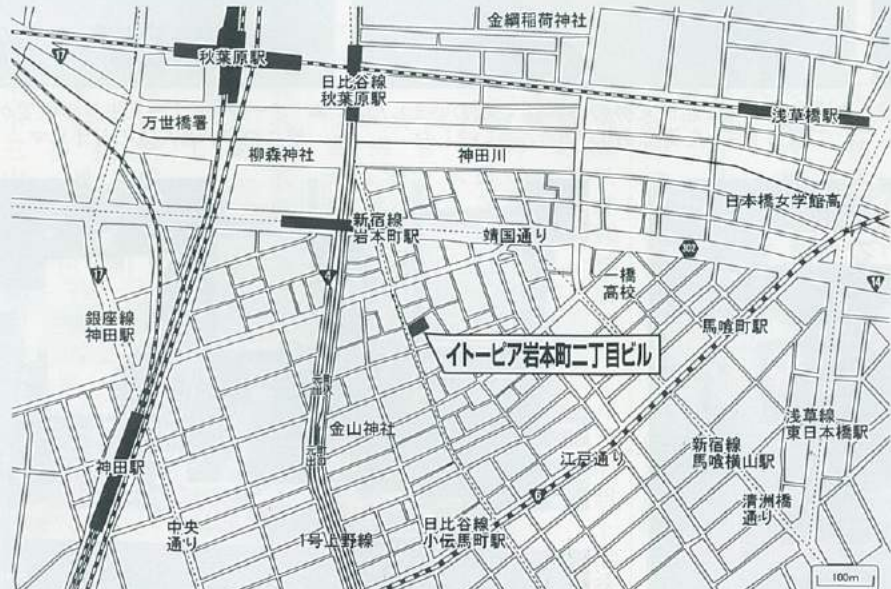 金綱稲荷神社
17
秋葉原駅
日比谷線
秋葉原駅
浅草橋駅
万世橋署
柳森神社
神田川
日本橋女学館高
新宿線
岩本町駅
靖国通り
302
17
4
一橋
高校
14
銀座線
神田駅
馬喰町駅
イトーピア岩本町二丁目ビル
金山神社
浅草線
東日本橋駅
江戸通り
新宿線
馬喰横山駅
神田駅
6
清洲橋
通り
中央
通り
1号上野線
日比谷線
小伝馬町駅
100m